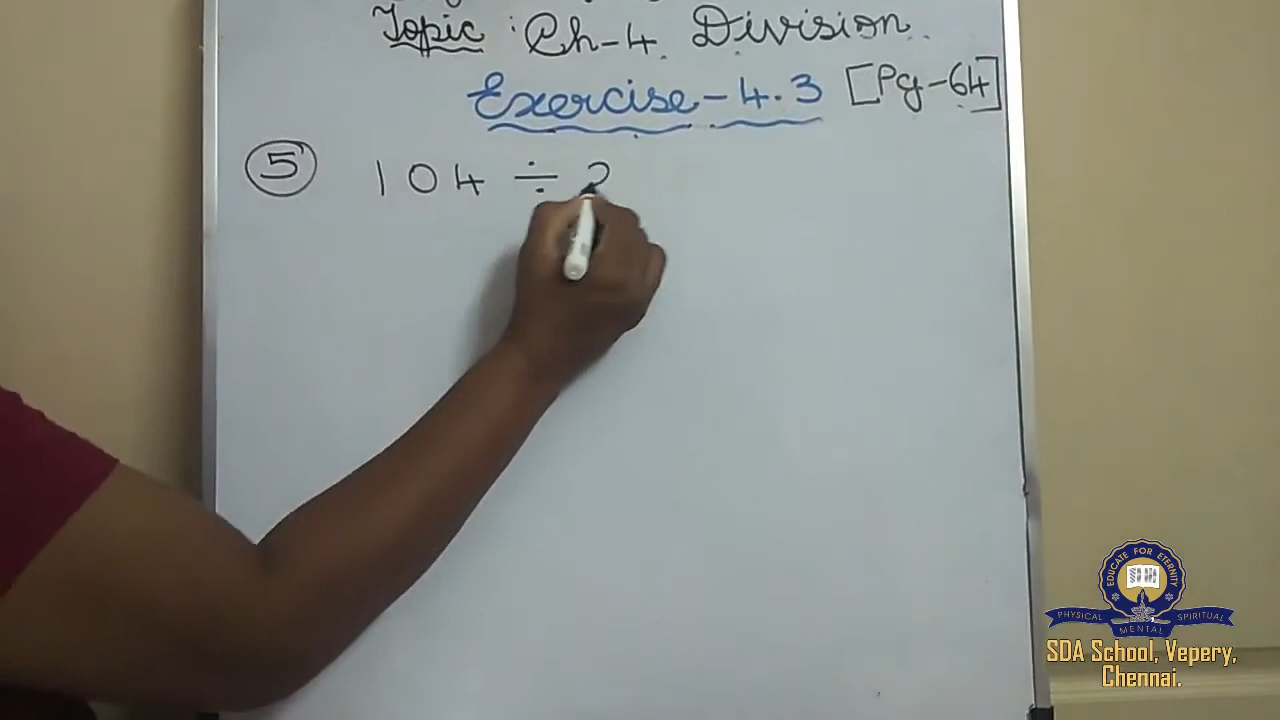 Topic : Ch-4 Division
Exercise-4.3 [Pg-64]
5 104 ÷
EDUCATE FOR ETERNITY
PHYSICAL MENTAL SPIRITUAL
SDA School, Vepery,
Chennai.